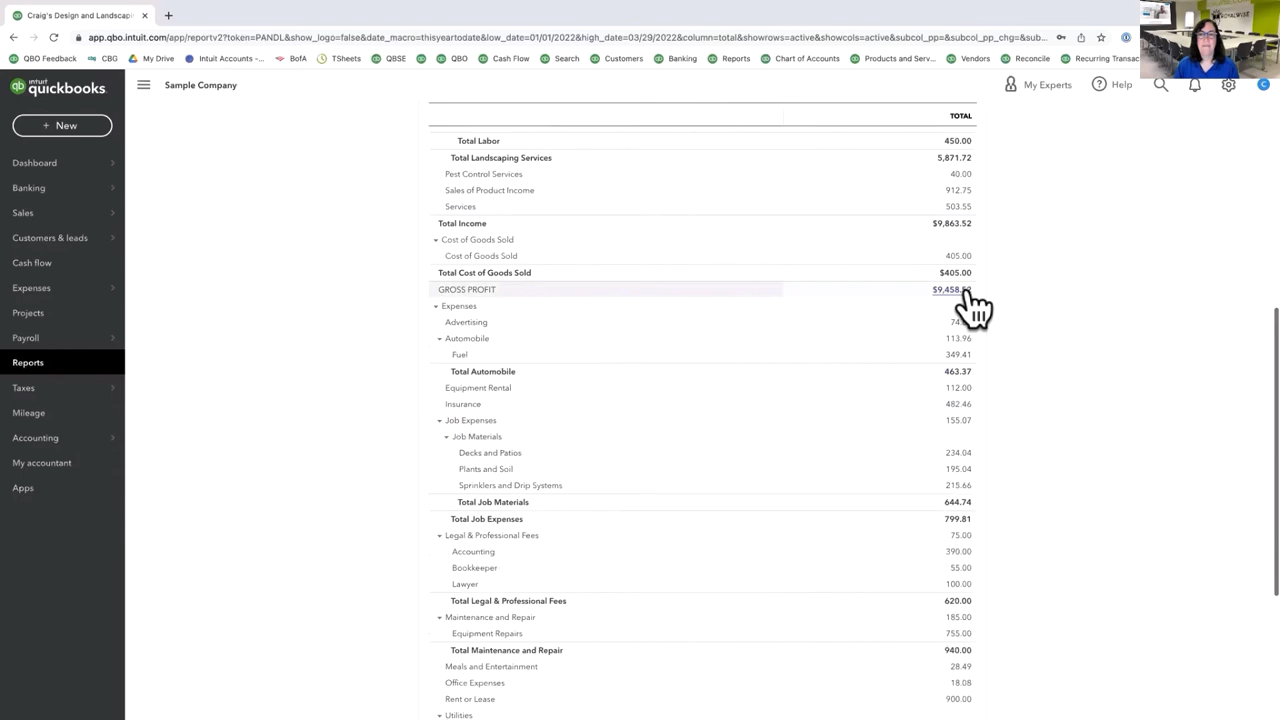 Craig's Design and Landscap
app.qbo.intuit.com/app/reportv2?token=PANDL&show_logo=false&date_macro=thisyeartodate&low_date=01/01/2022&high_date=03/29/2022&column=total&showrows=active&showcols=active&subcol_pp=&subcol_pp_chg=&sub...
QBO Feedback CBG My Drive Intuit Accounts -... BofA TSheets QBSE QBO Cash Flow Search Customers Banking Reports Chart of Accounts Products and Serv... Vendors Reconcile Recurring Transac
ROYALWISE
intuit quickbooks
Sample Company
My Experts
Help
C
+ New
Dashboard
Banking
Sales
Customers & leads
Cash flow
Expenses
Projects
Payroll
Reports
Taxes
Mileage
Accounting
My accountant
Apps
TOTAL
Total Labor 450.00
Total Landscaping Services 5,871.72
Pest Control Services 40.00
Sales of Product Income 912.75
Services 503.55
Total Income $9,863.52
Cost of Goods Sold
Cost of Goods Sold 405.00
Total Cost of Goods Sold $405.00
GROSS PROFIT $9,458.52
Expenses
Advertising 74.
Automobile 113.96
Fuel 349.41
Total Automobile 463.37
Equipment Rental 112.00
Insurance 482.46
Job Expenses 155.07
Job Materials
Decks and Patios 234.04
Plants and Soil 195.04
Sprinklers and Drip Systems 215.66
Total Job Materials 644.74
Total Job Expenses 799.81
Legal & Professional Fees 75.00
Accounting 390.00
Bookkeeper 55.00
Lawyer 100.00
Total Legal & Professional Fees 620.00
Maintenance and Repair 185.00
Equipment Repairs 755.00
Total Maintenance and Repair 940.00
Meals and Entertainment 28.49
Office Expenses 18.08
Rent or Lease 900.00
Utilities